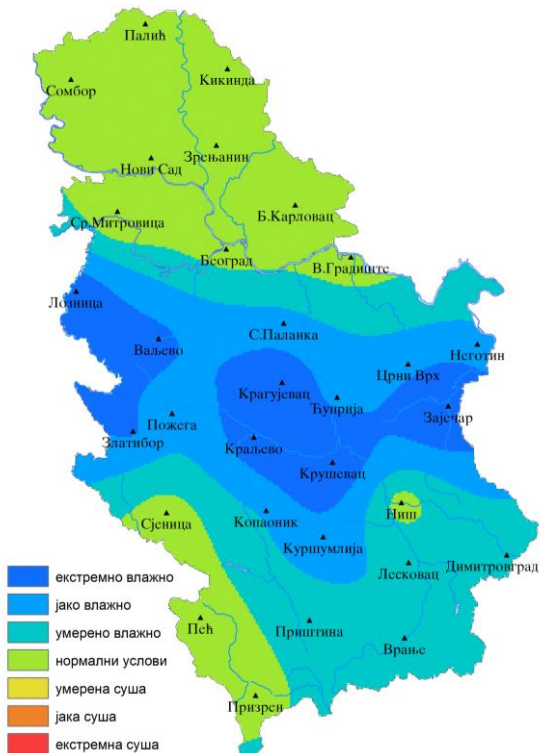 Палић
Кикинда
Сомбор
Зрењанин
Нови Сад
Ср.Митровица
Б.Карловац
Београд
В.Градиште
Лозница
С.Паланка
Ваљево
Неготин
Црни Врх
Крагујевац
Ћуприја
Зајечар
Пожега
Златибор
Краљево
Крушевац
Ниш
Сјеница
Копаоник
Куршумлија
Димитровград
Лесковац
Пећ
Приштина
Врање
Призрен
екстремно влажно
јако влажно
умерено влажно
нормални услови
умерена суша
јака суша
екстремна суша